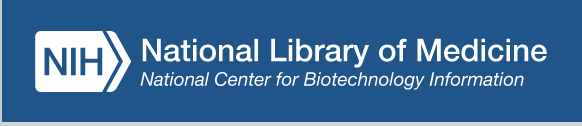 NIH
National Library of Medicine
National Center for Biotechnology Information